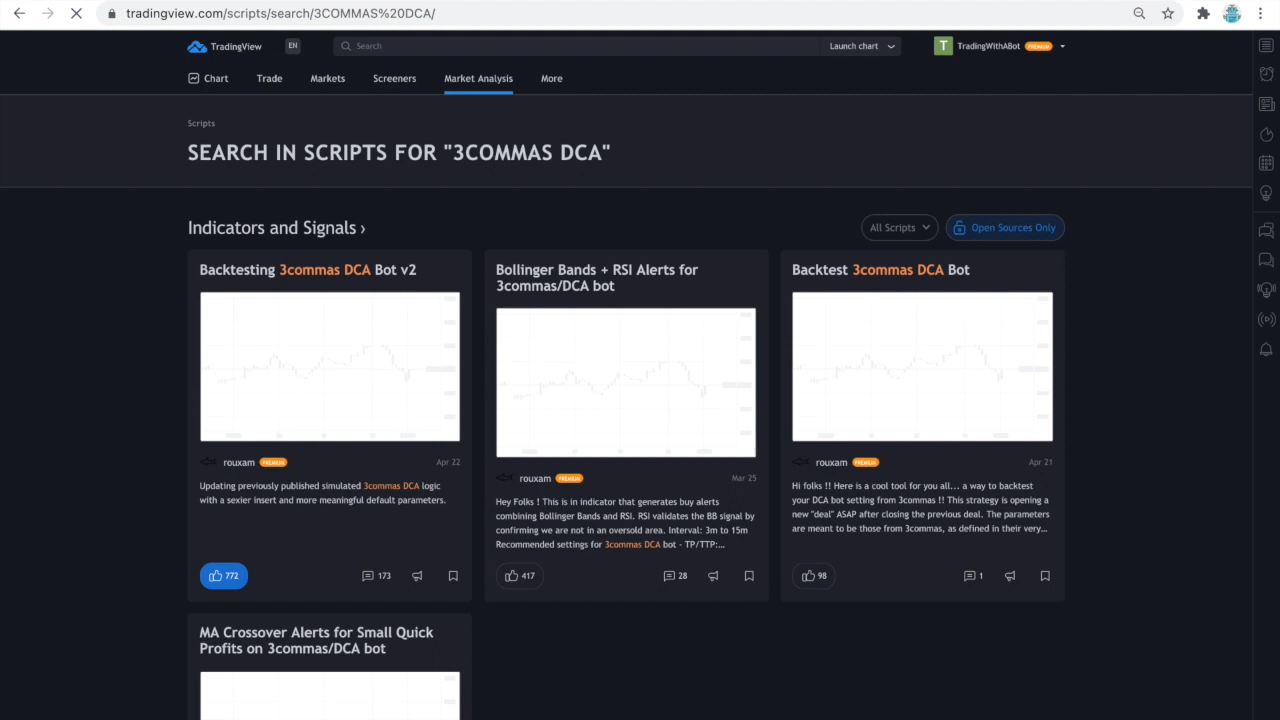 tradingview.com/scripts/search/3COMMAS%20DCA/
TradingView
EN
Search
Launch chart
T
TradingWithABot
PREMIUM
Chart
Trade
Markets
Screeners
Market Analysis
More
Scripts
SEARCH IN SCRIPTS FOR "3COMMAS DCA"
Indicators and Signals ›
All Scripts
Open Sources Only
Backtesting 3commas DCA Bot v2
rouxam PREMIUM
Apr 22
Updating previously published simulated 3commas DCA logic
with a sexier insert and more meaningful default parameters.
772
173
Bollinger Bands + RSI Alerts for
3commas/DCA bot
rouxam PREMIUM
Mar 25
Hey Folks ! This is in indicator that generates buy alerts
combining Bollinger Bands and RSI. RSI validates the BB signal by
confirming we are not in an oversold area. Interval: 3m to 15m
Recommended settings for 3commas DCA bot - TP/TTP:...
417
28
Backtest 3commas DCA Bot
rouxam PREMIUM
Apr 21
Hi folks !! Here is a cool tool for you all... a way to backtest
your DCA bot setting from 3commas !! This strategy is opening a
new "deal" ASAP after closing the previous deal. The parameters
are meant to be those from 3commas, as defined in their very...
98
1
MA Crossover Alerts for Small Quick
Profits on 3commas/DCA bot